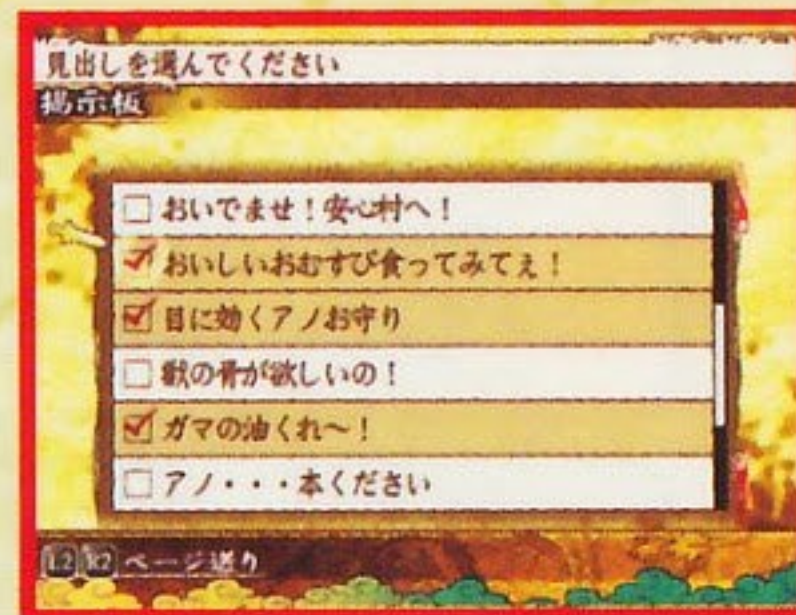 見出しを選んでください
掲示板
おいでませ！安心村へ！
おいしいおむすび食ってみてぇ！
目に効くアノお守り
獣の骨が欲しいの！
ガマの油くれ～！
アノ・・・本ください
L2 R2 ページ送り